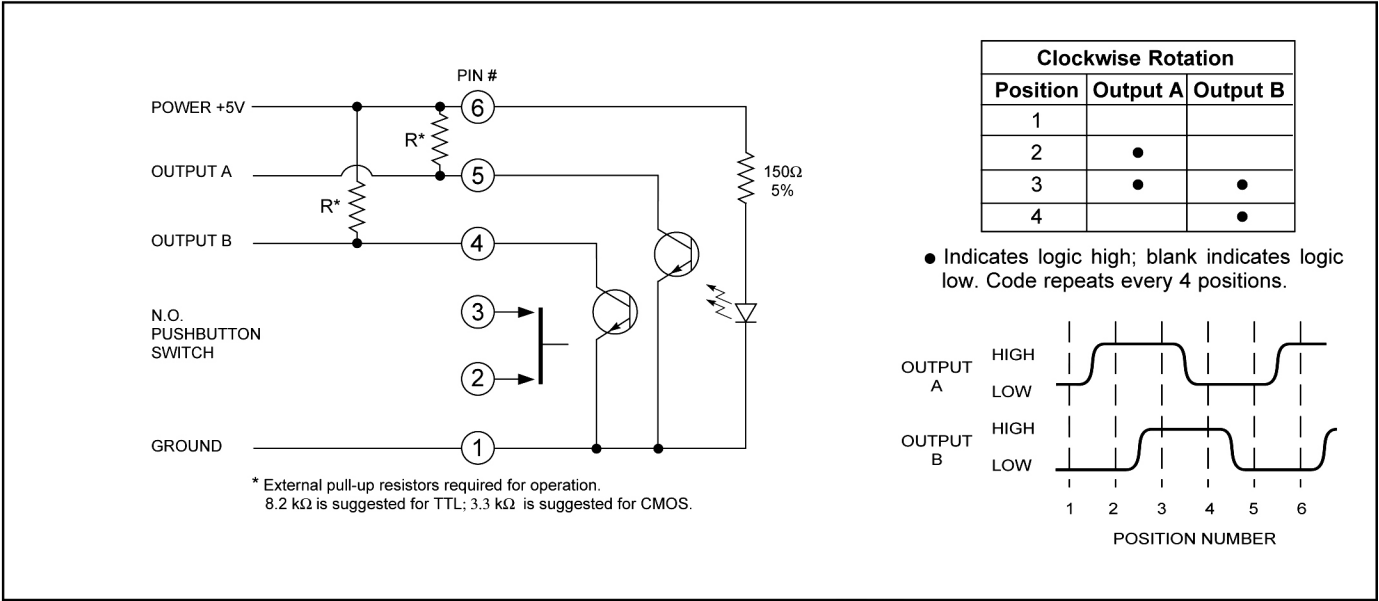 PIN #
POWER +5V
6
R*
OUTPUT A
5
150Ω
5%
R*
OUTPUT B
4
N.O.
PUSHBUTTON
SWITCH
3
2
GROUND
1
* External pull-up resistors required for operation.
8.2 kΩ is suggested for TTL; 3.3 kΩ is suggested for CMOS.
Clockwise Rotation
Position Output A Output B
1
2 ●
3 ● ●
4 ●
● Indicates logic high; blank indicates logic
low. Code repeats every 4 positions.
OUTPUT
A
HIGH
LOW
OUTPUT
B
HIGH
LOW
1 2 3 4 5 6
POSITION NUMBER